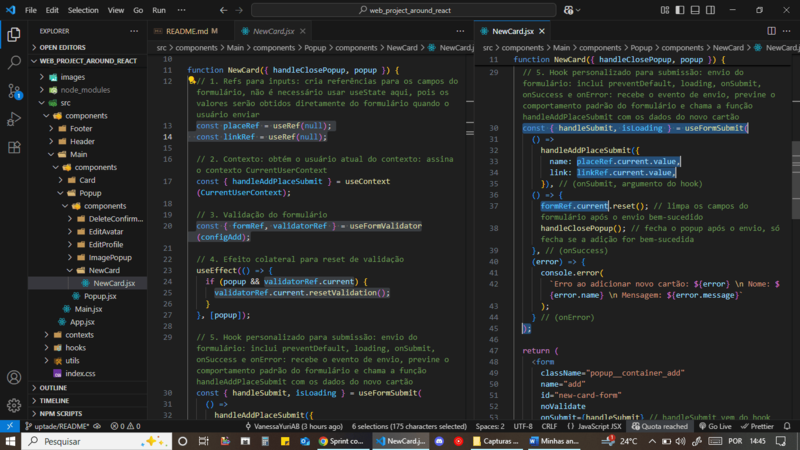 File Edit Selection View Go Run ···
web_project_around_react
EXPLORER
OPEN EDITORS
WEB_PROJECT_AROUND_REACT
images
node_modules
src
components
Footer
Header
Main
components
Card
Popup
components
DeleteConfirm...
EditAvatar
EditProfile
ImagePopup
NewCard
NewCard.jsx
Popup.jsx
Main.jsx
App.jsx
contexts
hooks
utils
index.css
OUTLINE
TIMELINE
NPM SCRIPTS
README.md M
NewCard.jsx
src > components > Main > components > Popup > components > NewCard > NewCard.jsx > NewCard
10
11 function NewCard({ handleClosePopup, popup }) {
12 // 1. Refs para inputs: cria referências para os campos do
formulário, não é necessário usar useState aqui, pois os
valores serão obtidos diretamente do formulário quando o
usuário enviar
13 const placeRef = useRef(null);
14 const linkRef = useRef(null);
15
16 // 2. Contexto: obtém o usuário atual do contexto: assina
o contexto CurrentUserContext
17 const { handleAddPlaceSubmit } = useContext
(CurrentUserContext);
18
19 // 3. Validação do formulário
20 const { formRef, validatorRef } = useFormValidator
(configAdd);
21
22 // 4. Efeito colateral para reset de validação
23 useEffect(() => {
24 if (popup && validatorRef.current) {
25 validatorRef.current.resetValidation();
26 }
27 }, [popup]);
28
29 // 5. Hook personalizado para submissão: envio do
formulário: inclui preventDefault, loading, onSubmit,
onSuccess e onError: recebe o evento de envio, previne o
comportamento padrão do formulário e chama a função
handleAddPlaceSubmit com os dados do novo cartão
30 const { handleSubmit, isLoading } = useFormSubmit(
31 () =>
32 handleAddPlaceSubmit({
NewCard.jsx
src > components > Main > components > Popup > components > NewCard > NewCard.jsx > NewCard
11 function NewCard({ handleClosePopup, popup }) {
29 // 5. Hook personalizado para submissão: envio do
formulário: inclui preventDefault, loading, onSubmit,
onSuccess e onError: recebe o evento de envio, previne o
comportamento padrão do formulário e chama a função
handleAddPlaceSubmit com os dados do novo cartão
30 const { handleSubmit, isLoading } = useFormSubmit(
31 () =>
32 handleAddPlaceSubmit({
33 name: placeRef.current.value,
34 link: linkRef.current.value,
35 }), // (onSubmit, argumento do hook)
36 () => {
37 formRef.current.reset(); // limpa os campos do
formulário após o envio bem-sucedido
38 handleClosePopup(); // fecha o popup após o envio, só
fecha se a adição for bem-sucedida
39 }, // (onSuccess)
40 (error) => {
41 console.error(
42 `Erro ao adicionar novo cartão: ${error} \n Nome: $
{error.name} \n Mensagem: ${error.message}`
43 );
44 } // (onError)
45 );
46
47 return (
48 <form
49 className="popup__container_add"
50 name="add"
51 id="new-card-form"
52 noValidate
53 onSubmit={handleSubmit} // handleSubmit vem do hook
uptade/README* 0 0 VanessaYuriAB (3 hours ago) 6 selections (175 characters selected) Spaces: 2 UTF-8 CRLF {} JavaScript JSX Quota reached Go Live Prettier
Pesquisar
Sprint co...
NewCard.j...
Capturas ...
Minhas an...
24°C
POR
14:45